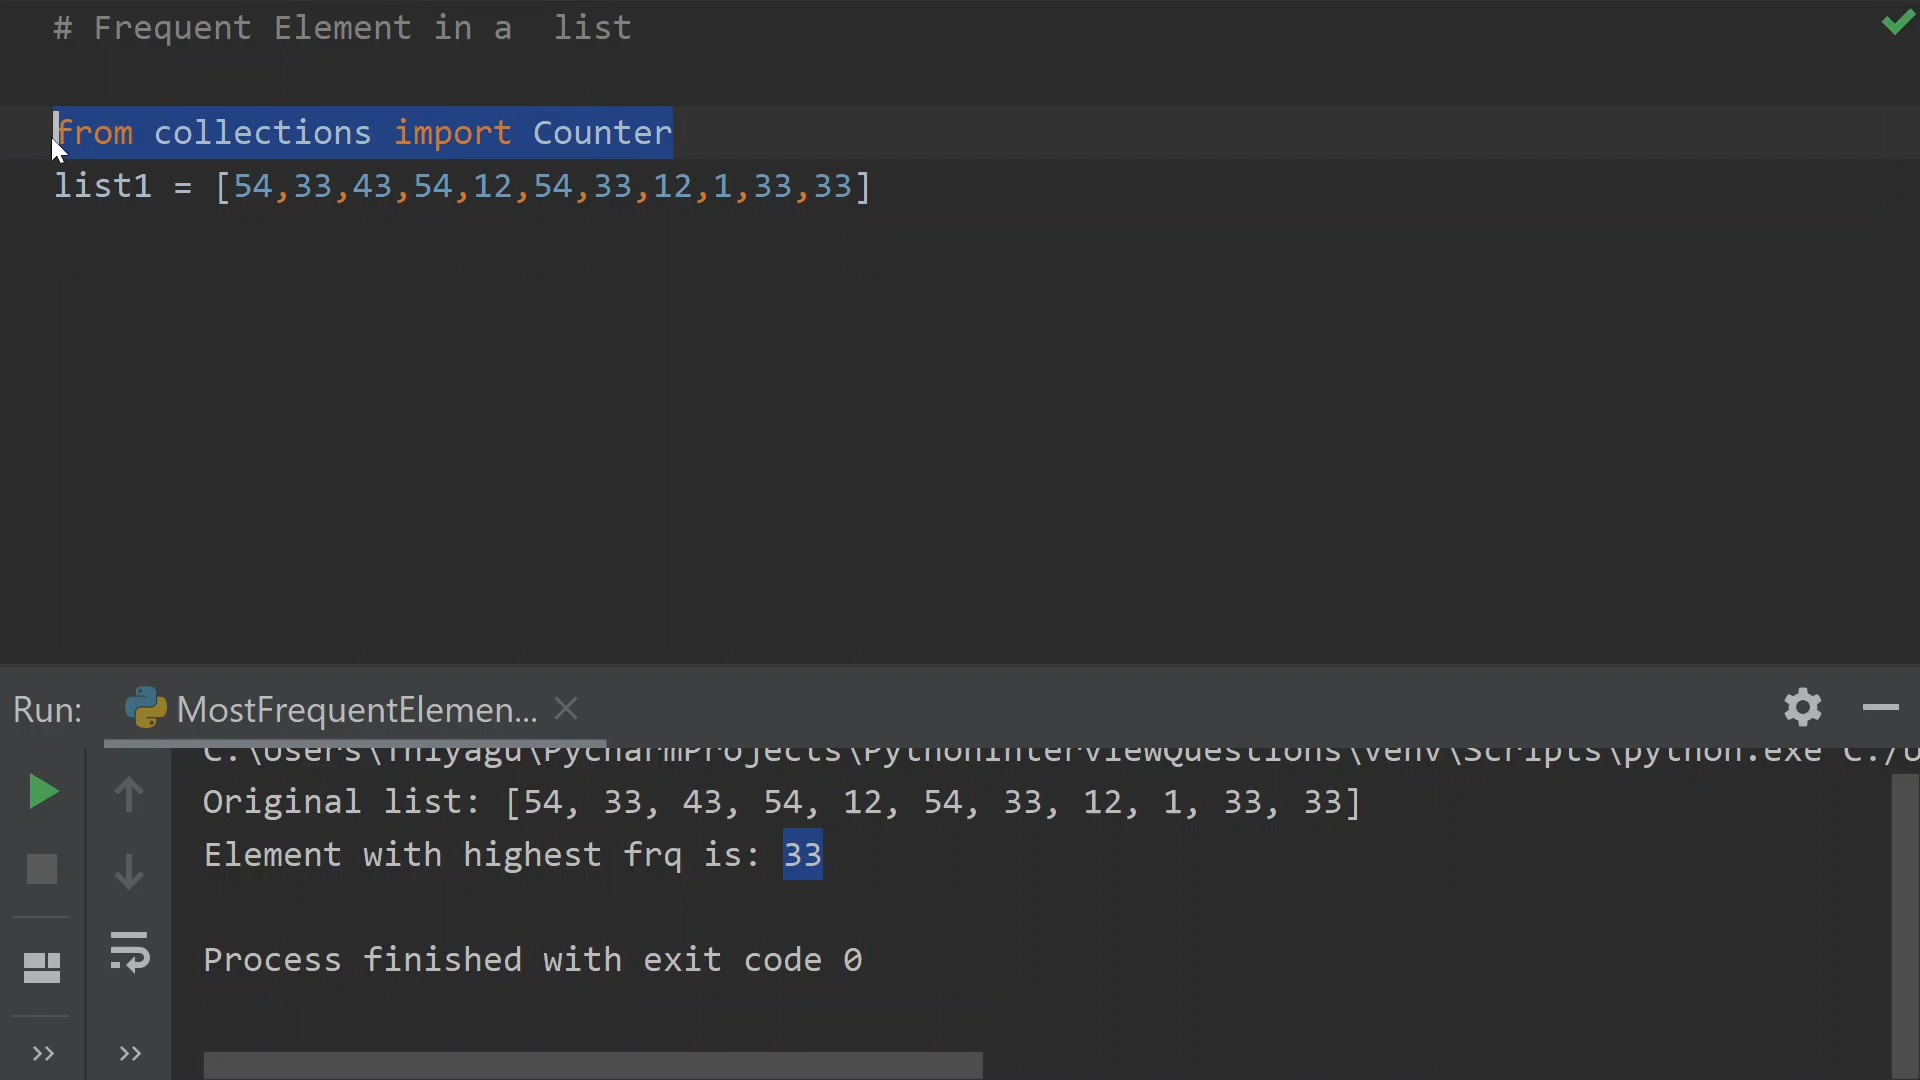 # Frequent Element in a  list
from collections import Counter
list1 = [54,33,43,54,12,54,33,12,1,33,33]
Run: MostFrequentElemen...
C:\Users\Thiyagu\PycharmProjects\PythonInterviewQuestions\venv\Scripts\python.exe C:/U
Original list: [54, 33, 43, 54, 12, 54, 33, 12, 1, 33, 33]
Element with highest frq is: 33
Process finished with exit code 0